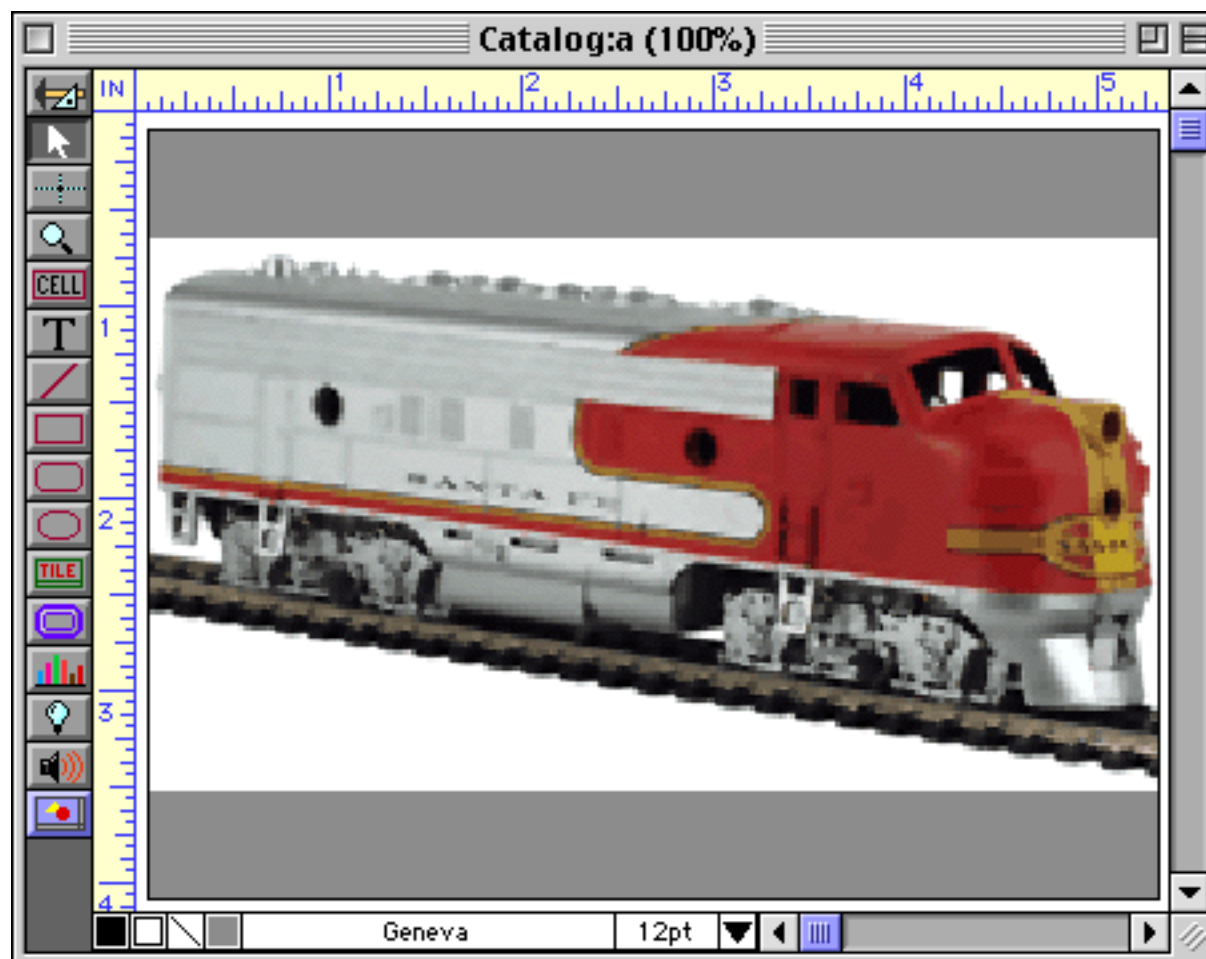 Catalog:a (100%)
IN
1 2 3 4 5
CELL
T
TILE
1
2
3
4
SANTA FE
Geneva 12pt